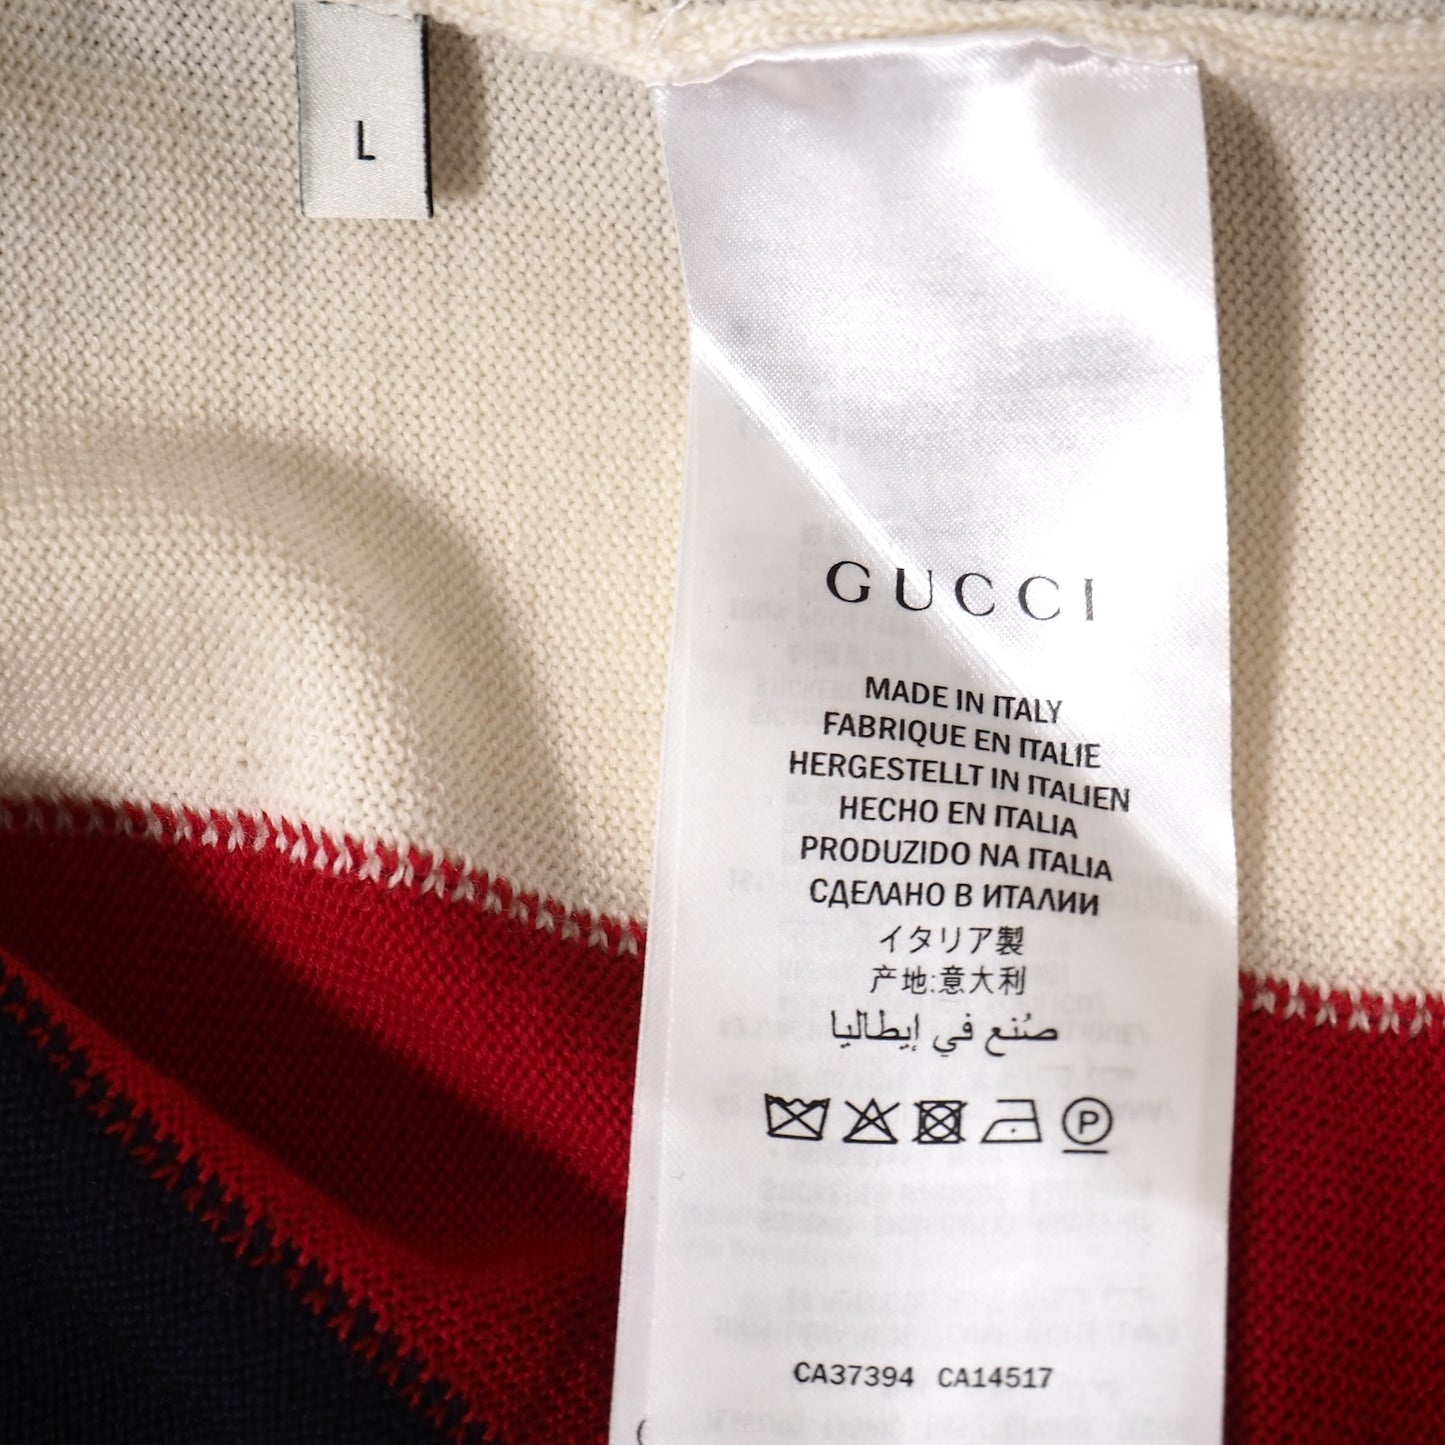 L
GUCCI
MADE IN ITALY
FABRIQUE EN ITALIE
HERGESTELLT IN ITALIEN
HECHO EN ITALIA
PRODUZIDO NA ITALIA
СДЕЛАНО В ИТАЛИИ
イタリア製
产地:意大利
صُنع في إيطاليا
P
CA37394 CA14517